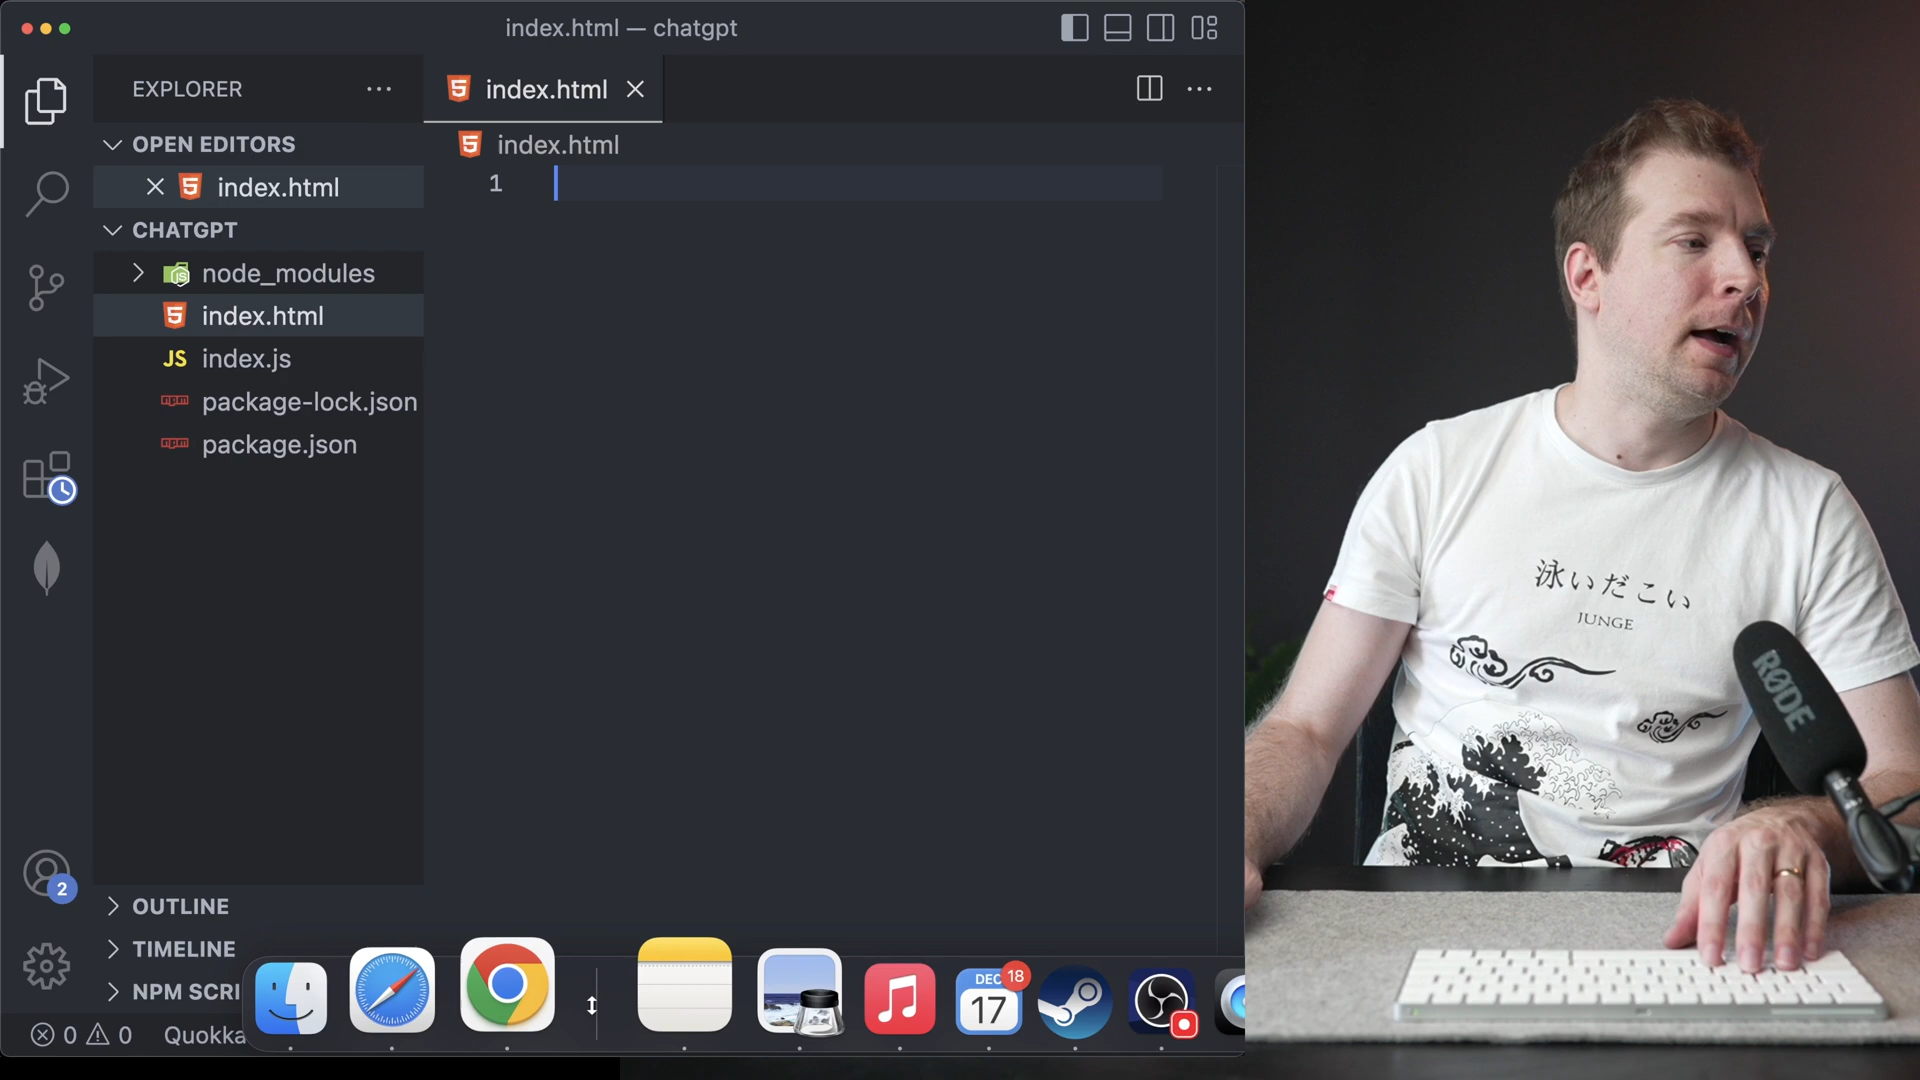 index.html — chatgpt
EXPLORER
index.html
OPEN EDITORS
index.html
index.html
1
CHATGPT
node_modules
index.html
JS index.js
package-lock.json
package.json
2
OUTLINE
TIMELINE
NPM SCRI
0 0 Quokka
DEC 18
17
泳いだこい
JUNGE
RØDE